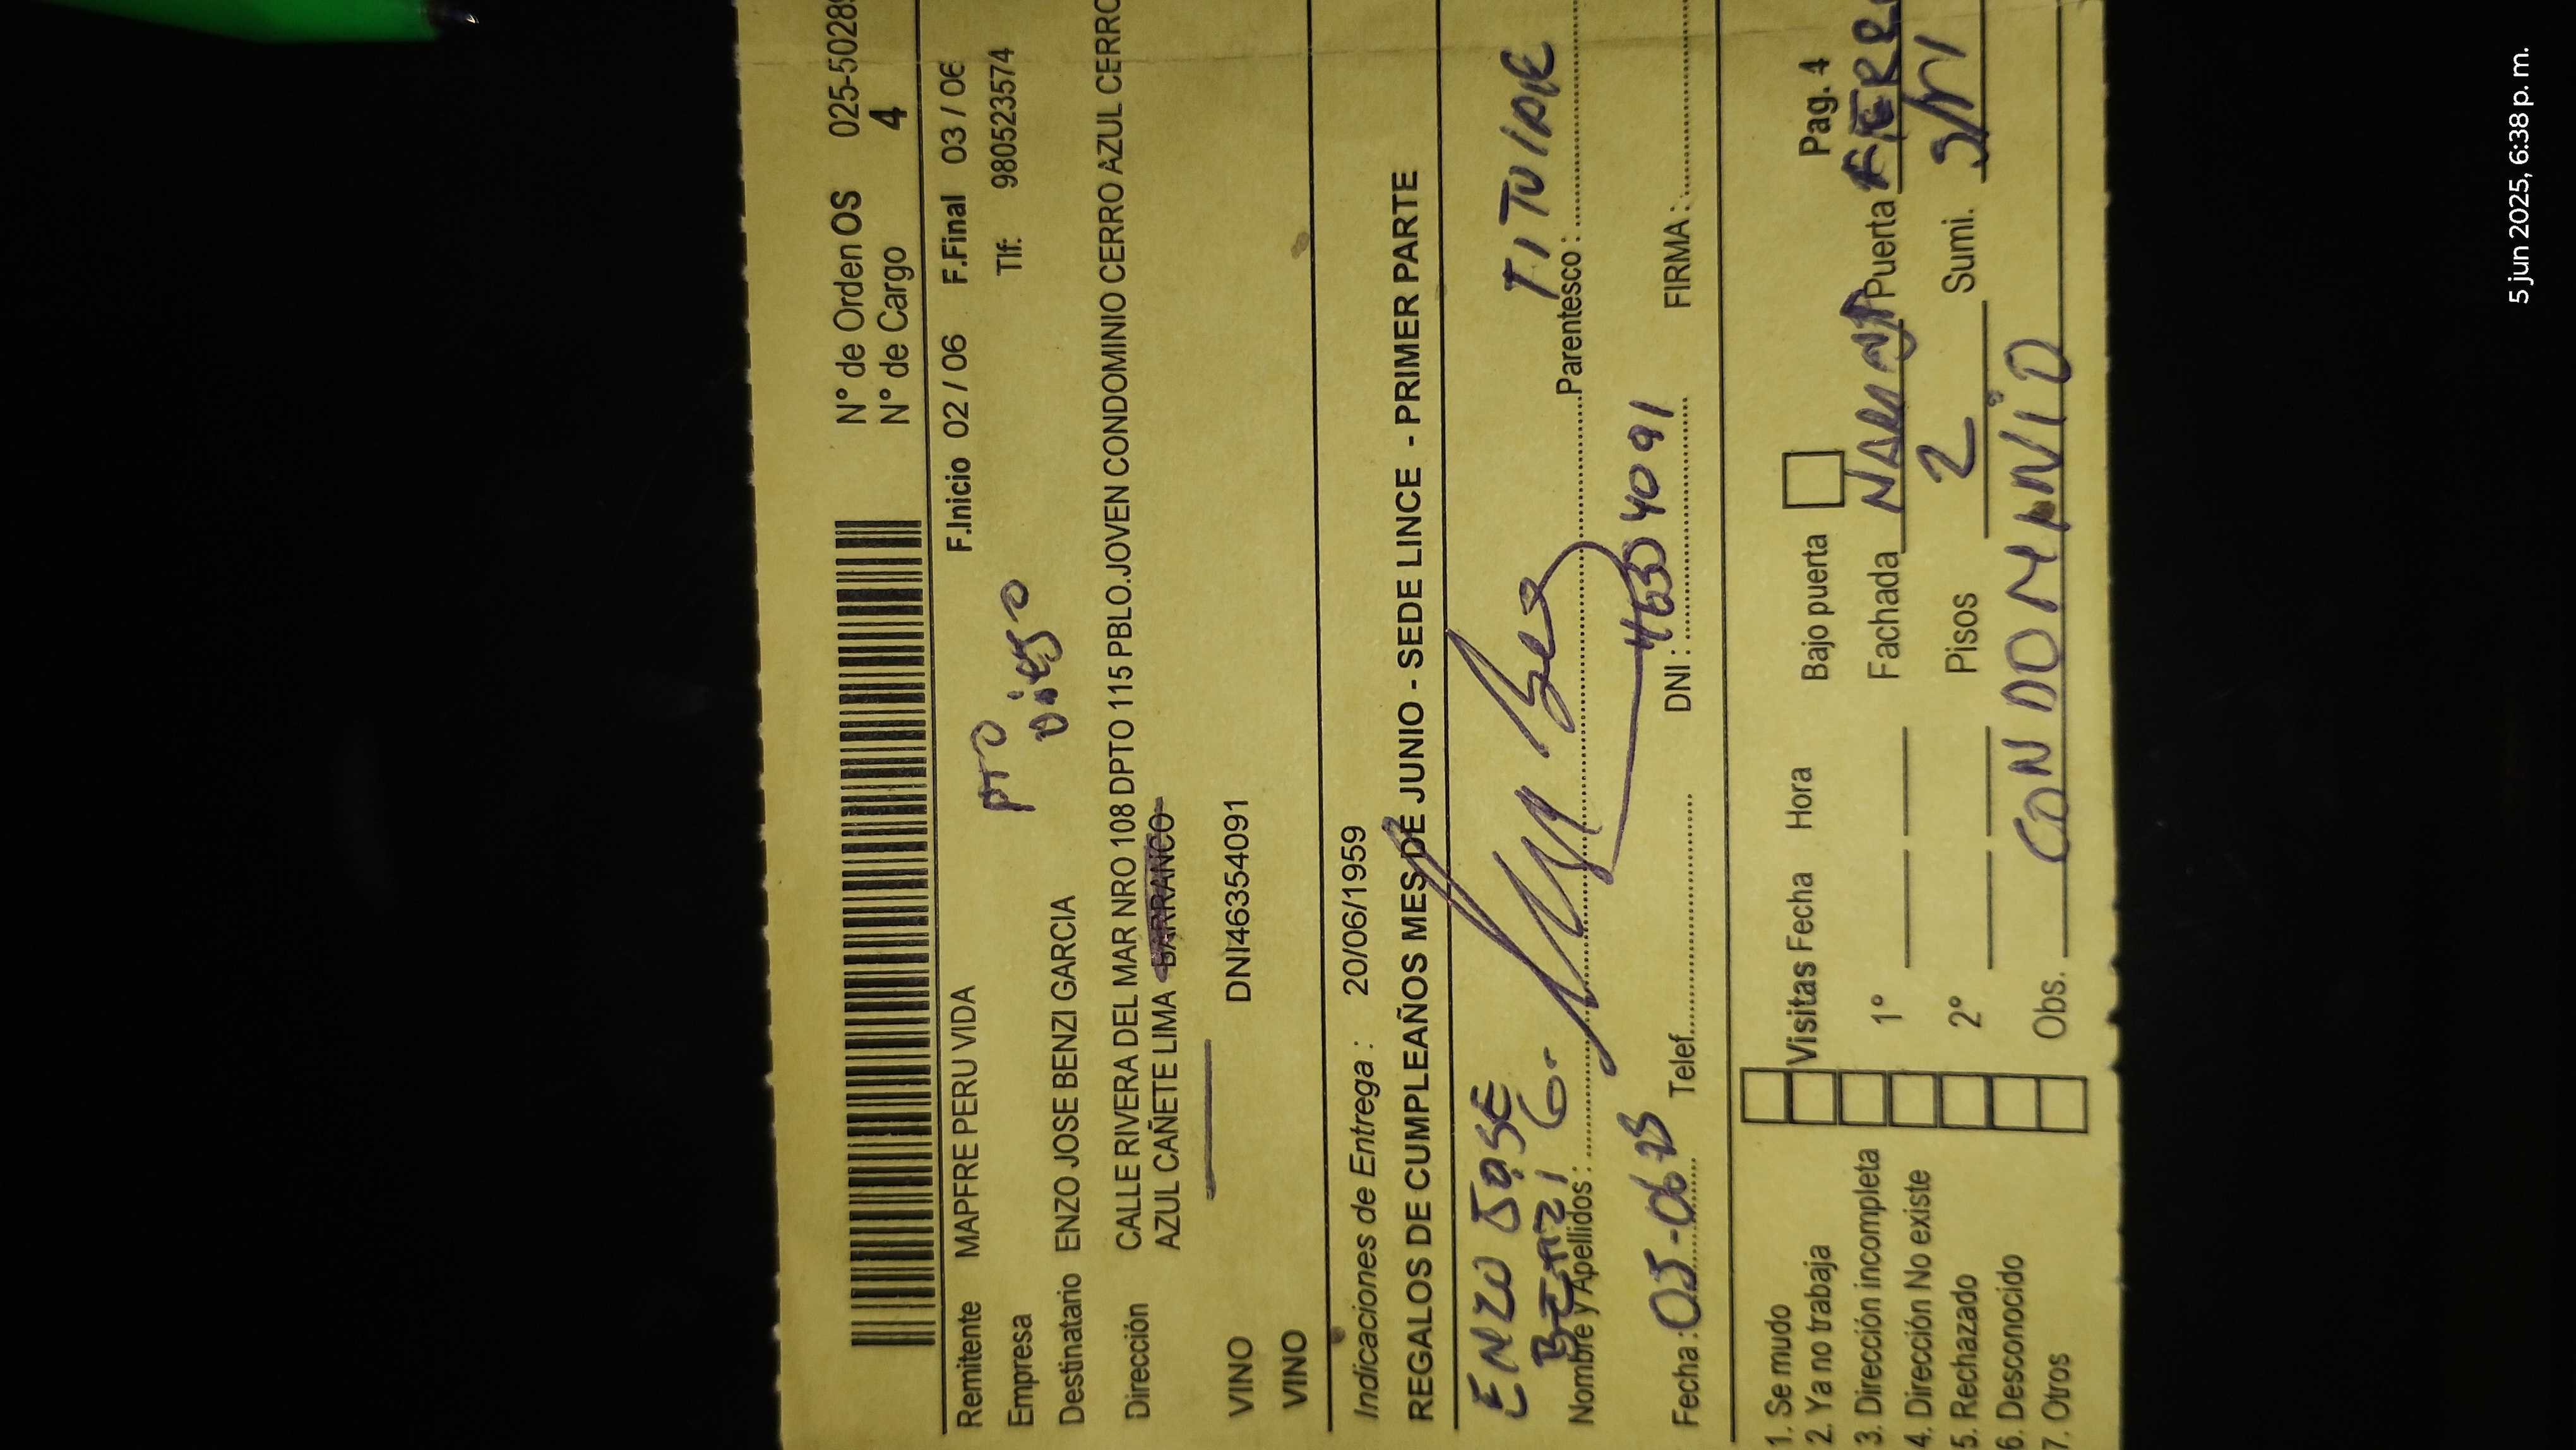 N° de Orden OS 025-50289
N° de Cargo 4
F.Inicio 02 / 06 F.Final 03 / 06
Remitente MAPFRE PERU VIDA
PTO
Tlf: 980523574
Empresa
Diego
Destinatario ENZO JOSE BENZI GARCIA
Dirección CALLE RIVERA DEL MAR NRO 108 DPTO 115 PBLO.JOVEN CONDOMINIO CERRO AZUL CERRO
AZUL CAÑETE LIMA BARRANCO
VINO DNI46354091
VINO
Indicaciones de Entrega : 20/06/1959
REGALOS DE CUMPLEAÑOS MES DE JUNIO - SEDE LINCE - PRIMER PARTE
ENZO JOSE
BENZI G. TITULAR
Nombre y Apellidos : Parentesco :
Fecha : 05-06-25 Telef. DNI : 46354091 FIRMA :
1. Se mudo
2. Ya no trabaja
3. Dirección incompleta
4. Dirección No existe
5. Rechazado
6. Desconocido
7. Otros
Visitas Fecha Hora Bajo puerta Pag. 4
1° Fachada Puerta
2° Pisos 2 Sumi. S/N
Obs. CONDOMINIO
5 jun 2025, 6:38 p. m.